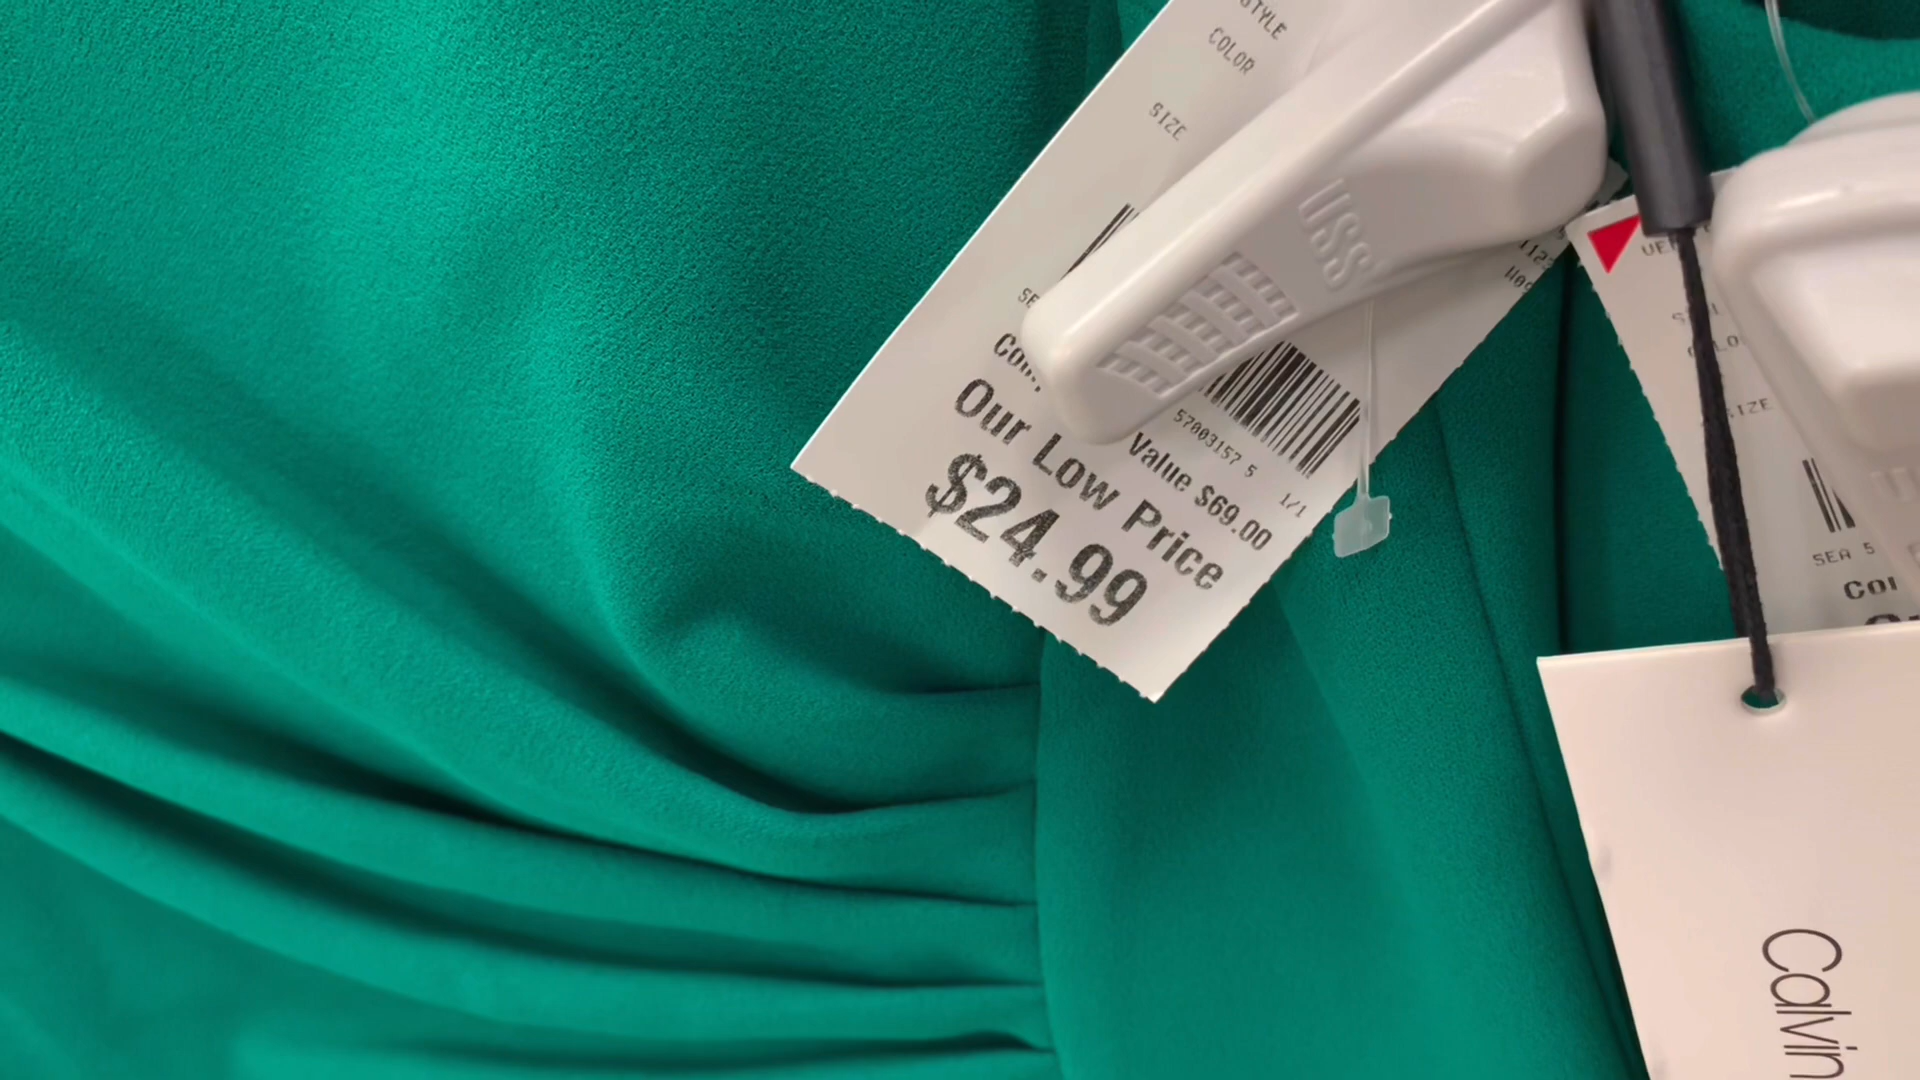 STYLE
COLOR
SIZE
USS
57003157 5
1/1
Value $69.00
Our Low Price
$24.99
SIZE
SEA 5
Calvin